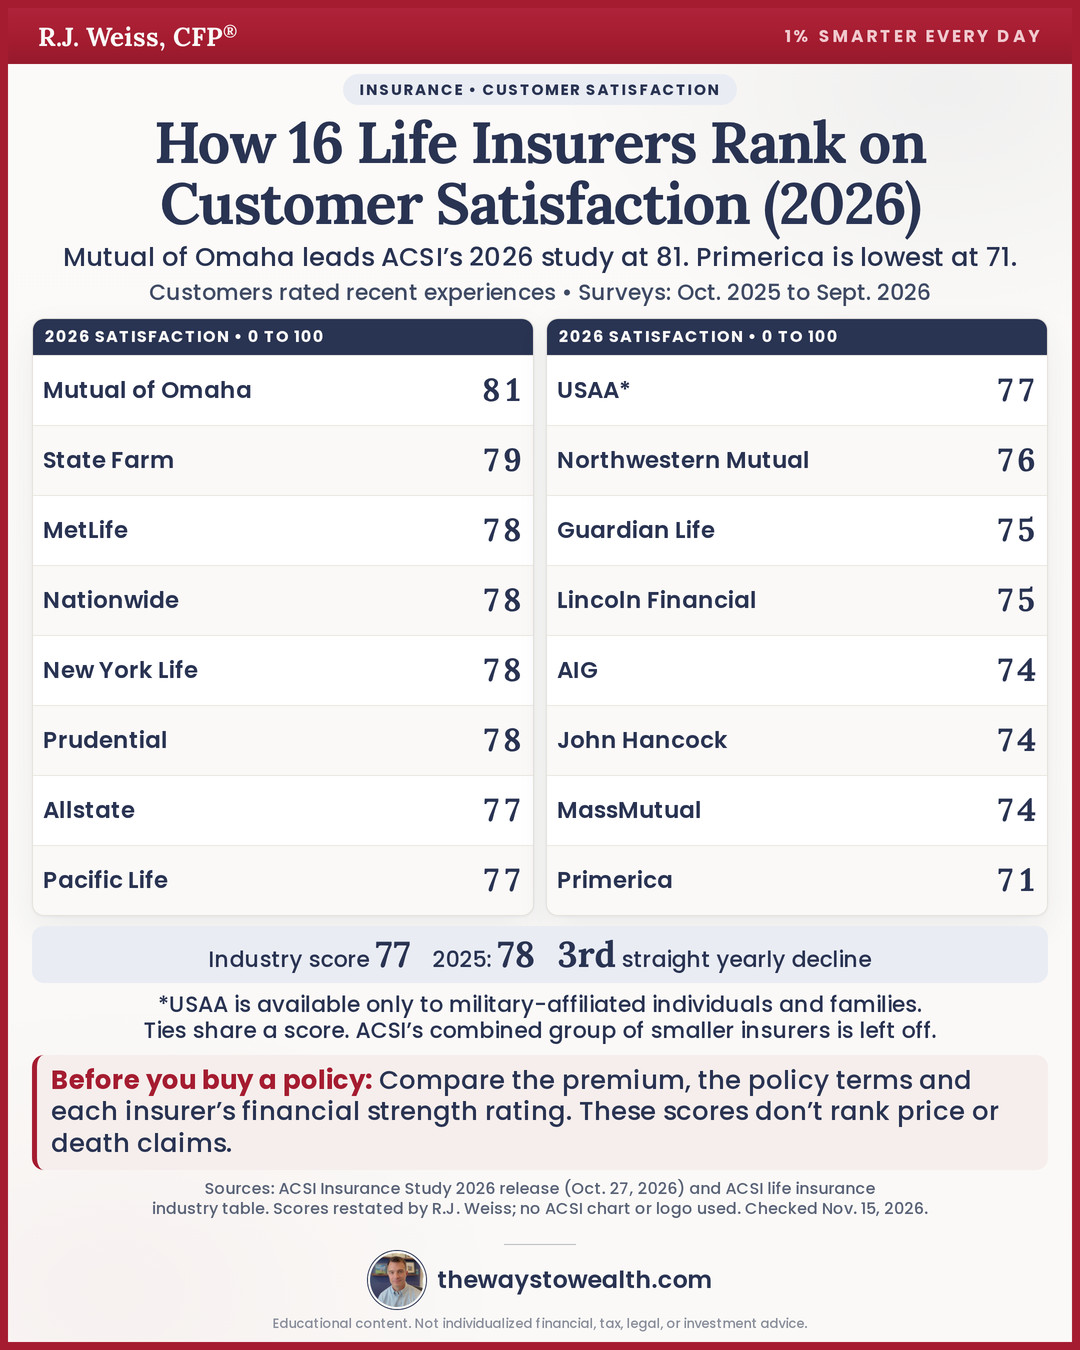 R.J. Weiss, CFP®
1% SMARTER EVERY DAY
INSURANCE • CUSTOMER SATISFACTION
How 16 Life Insurers Rank on
Customer Satisfaction (2026)
Mutual of Omaha leads ACSI’s 2026 study at 81. Primerica is lowest at 71.
Customers rated recent experiences • Surveys: Oct. 2025 to Sept. 2026
2026 SATISFACTION • 0 TO 100
Mutual of Omaha 81
State Farm 79
MetLife 78
Nationwide 78
New York Life 78
Prudential 78
Allstate 77
Pacific Life 77
2026 SATISFACTION • 0 TO 100
USAA* 77
Northwestern Mutual 76
Guardian Life 75
Lincoln Financial 75
AIG 74
John Hancock 74
MassMutual 74
Primerica 71
Industry score 77 2025: 78 3rd straight yearly decline
*USAA is available only to military-affiliated individuals and families.
Ties share a score. ACSI’s combined group of smaller insurers is left off.
Before you buy a policy: Compare the premium, the policy terms and
each insurer’s financial strength rating. These scores don’t rank price or
death claims.
Sources: ACSI Insurance Study 2026 release (Oct. 27, 2026) and ACSI life insurance
industry table. Scores restated by R.J. Weiss; no ACSI chart or logo used. Checked Nov. 15, 2026.
thewaystowealth.com
Educational content. Not individualized financial, tax, legal, or investment advice.